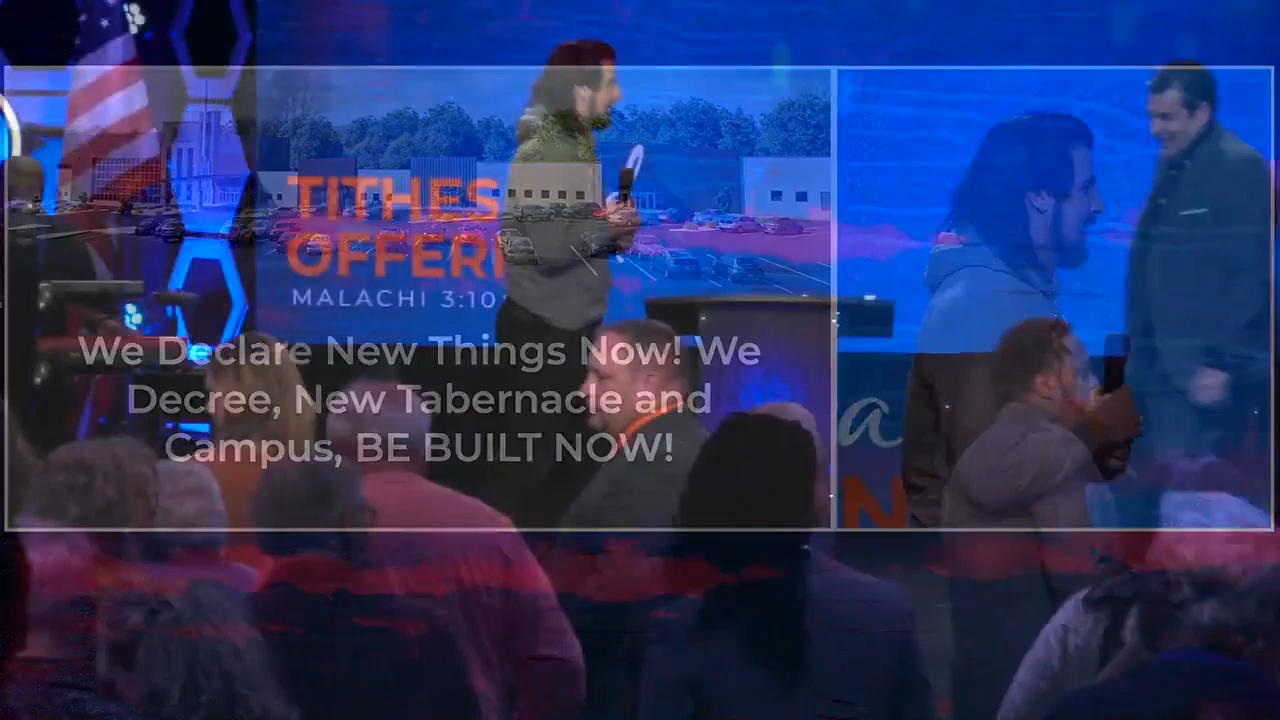 TITHES
OFFERI
MALACHI 3:10
We Declare New Things Now! We
Decree, New Tabernacle and
Campus, BE BUILT NOW!
a
N